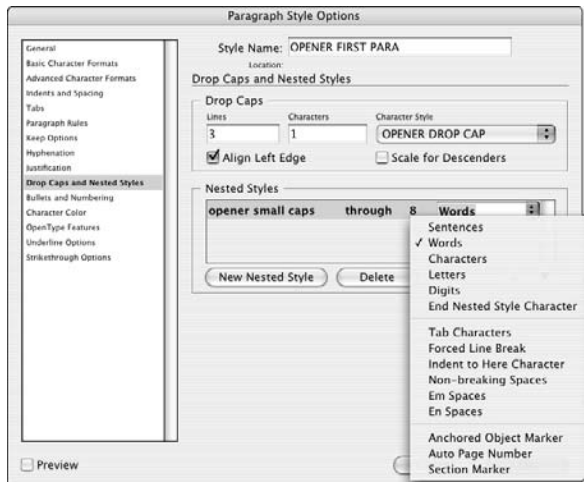 Paragraph Style Options
General
Basic Character Formats
Advanced Character Formats
Indents and Spacing
Tabs
Paragraph Rules
Keep Options
Hyphenation
Justification
Drop Caps and Nested Styles
Bullets and Numbering
Character Color
OpenType Features
Underline Options
Strikethrough Options
Style Name: OPENER FIRST PARA
Location:
Drop Caps and Nested Styles
Drop Caps
Lines Characters Character Style
3 1 OPENER DROP CAP
Align Left Edge Scale for Descenders
Nested Styles
opener small caps through 8 Words
New Nested Style Delete
Sentences
✓ Words
Characters
Letters
Digits
End Nested Style Character
Tab Characters
Forced Line Break
Indent to Here Character
Non-breaking Spaces
Em Spaces
En Spaces
Anchored Object Marker
Auto Page Number
Section Marker
Preview